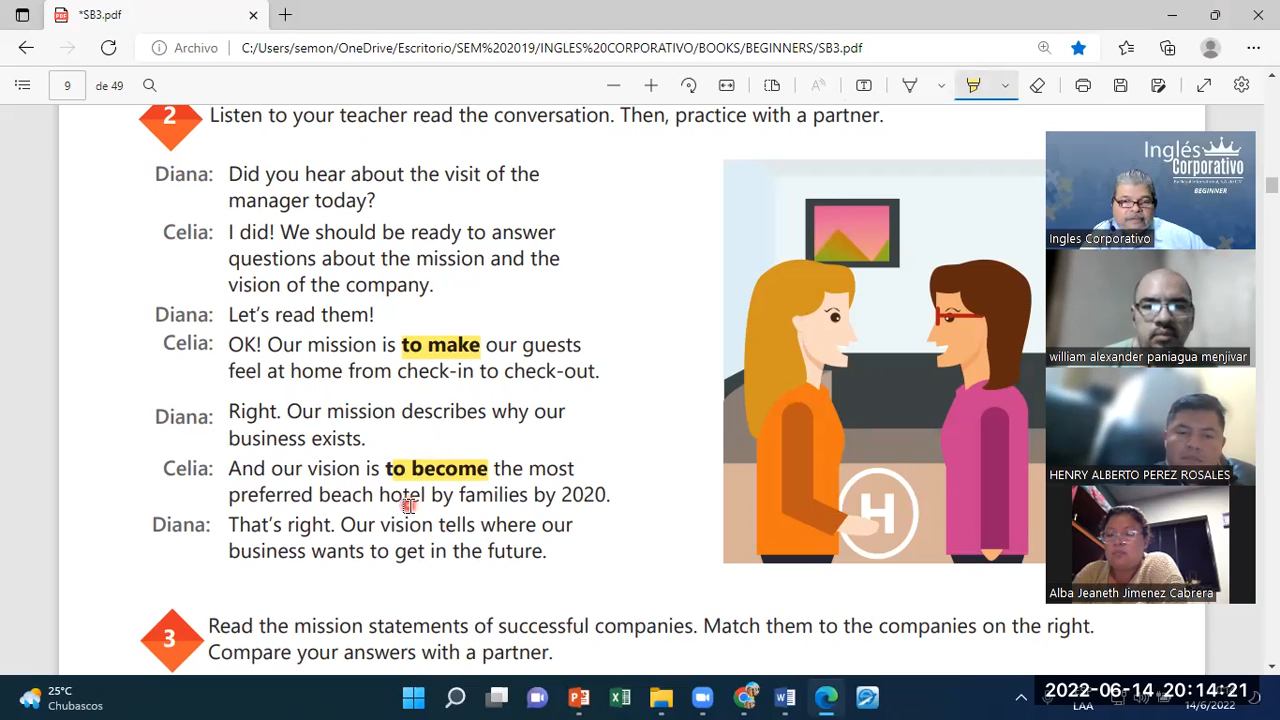 *SB3.pdf
Archivo
C:/Users/semon/OneDrive/Escritorio/SEM%202019/INGLES%20CORPORATIVO/BOOKS/BEGINNERS/SB3.pdf
9
de 49
2
Listen to your teacher read the conversation. Then, practice with a partner.
Diana: Did you hear about the visit of the
manager today?
Celia: I did! We should be ready to answer
questions about the mission and the
vision of the company.
Diana: Let's read them!
Celia: OK! Our mission is to make our guests
feel at home from check-in to check-out.
Diana: Right. Our mission describes why our
business exists.
Celia: And our vision is to become the most
preferred beach hotel by families by 2020.
Diana: That's right. Our vision tells where our
business wants to get in the future.
H
3
Read the mission statements of successful companies. Match them to the companies on the right.
Compare your answers with a partner.
Inglés
Corporativo
BEGINNER
Ingles Corporativo
william alexander paniagua menjivar
HENRY ALBERTO PEREZ ROSALES
Alba Jeaneth Jimenez Cabrera
25°C
Chubascos
LAA
2022-06-14 20:14:21
14/6/2022